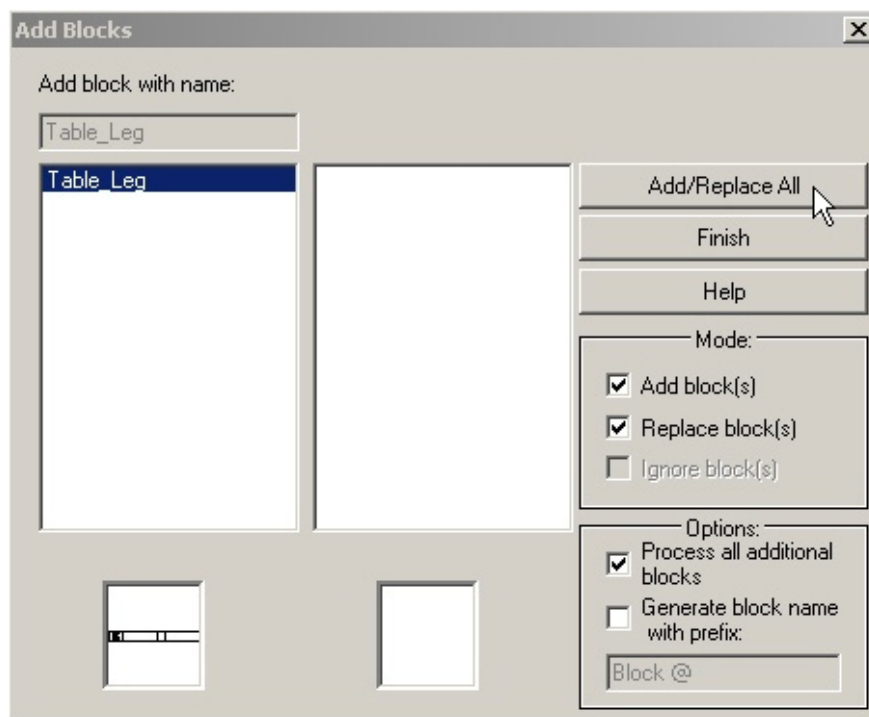 Add Blocks
Add block with name:
Table_Leg
Table_Leg
Add/Replace All
Finish
Help
Mode:
Add block(s)
Replace block(s)
Ignore block(s)
Options:
Process all additional
blocks
Generate block name
with prefix:
Block @